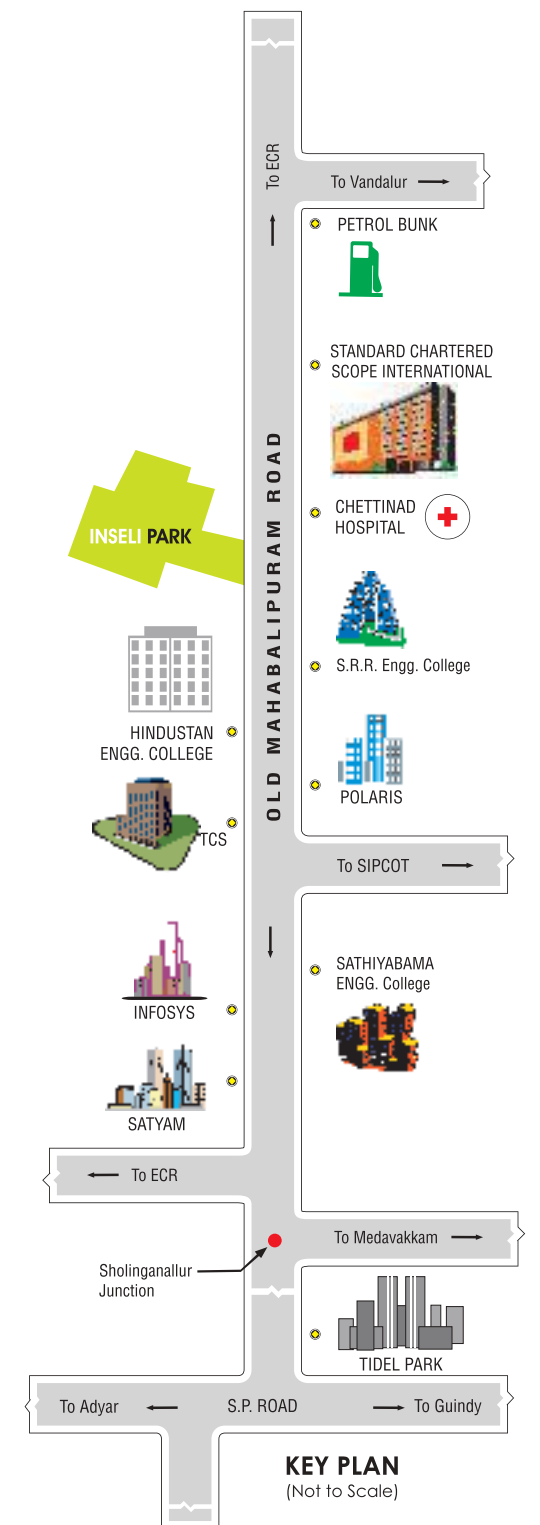 To ECR
To Vandalur
PETROL BUNK
STANDARD CHARTERED
SCOPE INTERNATIONAL
OLD MAHABALIPURAM ROAD
INSELI PARK
CHETTINAD
HOSPITAL
S.R.R. Engg. College
HINDUSTAN
ENGG. COLLEGE
POLARIS
TCS
To SIPCOT
SATHIYABAMA
ENGG. College
INFOSYS
SATYAM
To ECR
To Medavakkam
Sholinganallur
Junction
TIDEL PARK
To Adyar
S.P. ROAD
To Guindy
KEY PLAN
(Not to Scale)